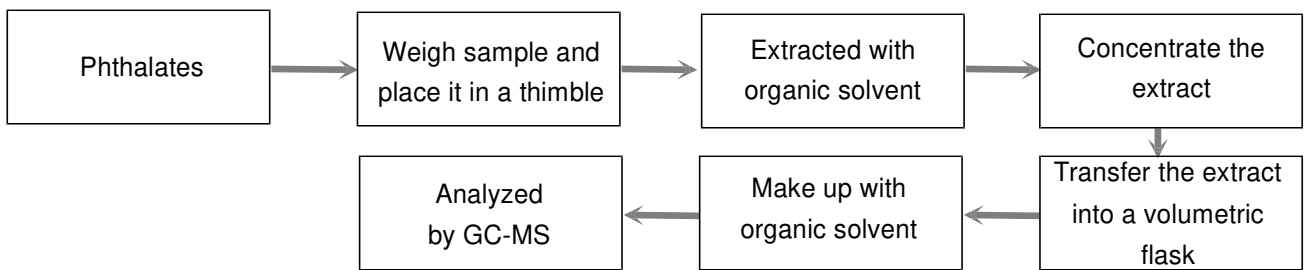 Phthalates
Weigh sample and
place it in a thimble
Extracted with
organic solvent
Concentrate the
extract
Transfer the extract
into a volumetric
flask
Make up with
organic solvent
Analyzed
by GC-MS